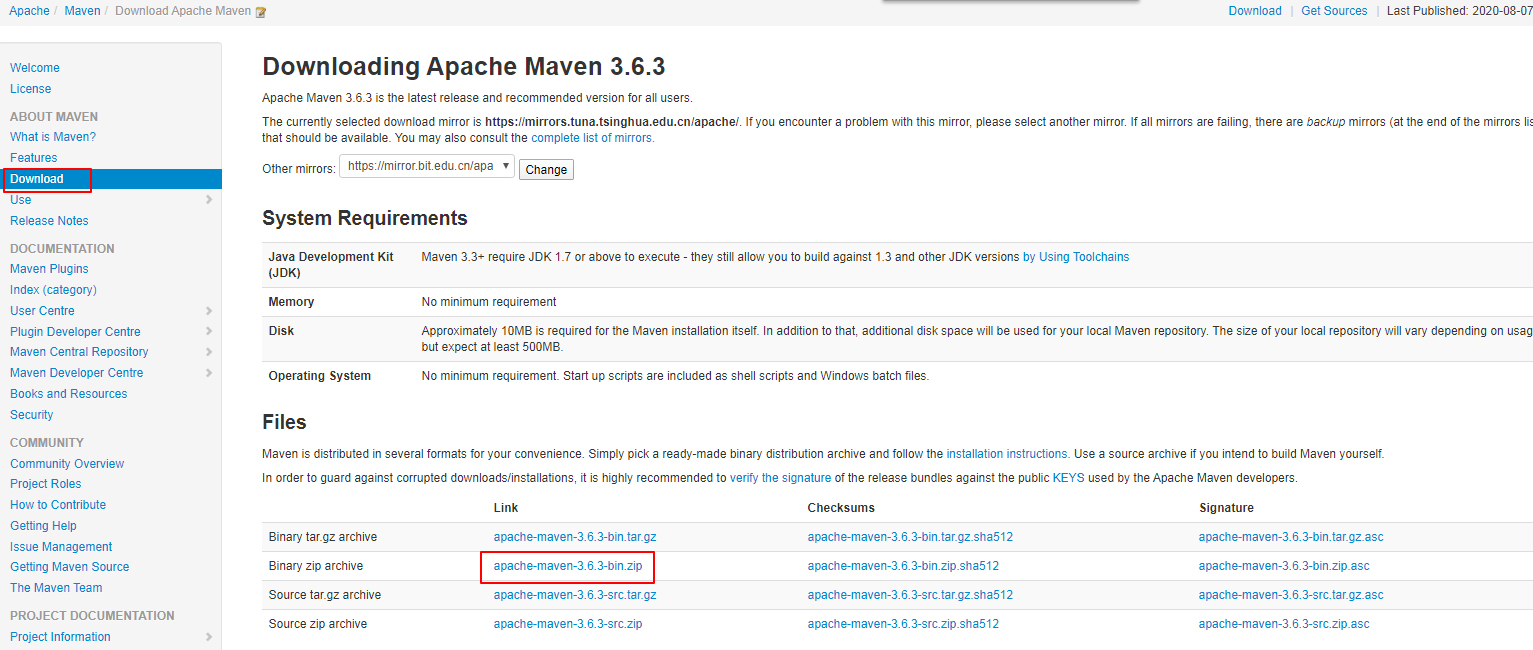 Apache / Maven / Download Apache Maven
Download | Get Sources | Last Published: 2020-08-07
Welcome
License
ABOUT MAVEN
What is Maven?
Features
Download
Use
Release Notes
DOCUMENTATION
Maven Plugins
Index (category)
User Centre
Plugin Developer Centre
Maven Central Repository
Maven Developer Centre
Books and Resources
Security
COMMUNITY
Community Overview
Project Roles
How to Contribute
Getting Help
Issue Management
Getting Maven Source
The Maven Team
PROJECT DOCUMENTATION
Project Information
Downloading Apache Maven 3.6.3
Apache Maven 3.6.3 is the latest release and recommended version for all users.
The currently selected download mirror is https://mirrors.tuna.tsinghua.edu.cn/apache/. If you encounter a problem with this mirror, please select another mirror. If all mirrors are failing, there are backup mirrors (at the end of the mirrors lis
that should be available. You may also consult the complete list of mirrors.
Other mirrors: https://mirror.bit.edu.cn/apa Change
System Requirements
Java Development Kit Maven 3.3+ require JDK 1.7 or above to execute - they still allow you to build against 1.3 and other JDK versions by Using Toolchains
(JDK)
Memory No minimum requirement
Disk Approximately 10MB is required for the Maven installation itself. In addition to that, additional disk space will be used for your local Maven repository. The size of your local repository will vary depending on usag
but expect at least 500MB.
Operating System No minimum requirement. Start up scripts are included as shell scripts and Windows batch files.
Files
Maven is distributed in several formats for your convenience. Simply pick a ready-made binary distribution archive and follow the installation instructions. Use a source archive if you intend to build Maven yourself.
In order to guard against corrupted downloads/installations, it is highly recommended to verify the signature of the release bundles against the public KEYS used by the Apache Maven developers.
Link Checksums Signature
Binary tar.gz archive apache-maven-3.6.3-bin.tar.gz apache-maven-3.6.3-bin.tar.gz.sha512 apache-maven-3.6.3-bin.tar.gz.asc
Binary zip archive apache-maven-3.6.3-bin.zip apache-maven-3.6.3-bin.zip.sha512 apache-maven-3.6.3-bin.zip.asc
Source tar.gz archive apache-maven-3.6.3-src.tar.gz apache-maven-3.6.3-src.tar.gz.sha512 apache-maven-3.6.3-src.tar.gz.asc
Source zip archive apache-maven-3.6.3-src.zip apache-maven-3.6.3-src.zip.sha512 apache-maven-3.6.3-src.zip.asc